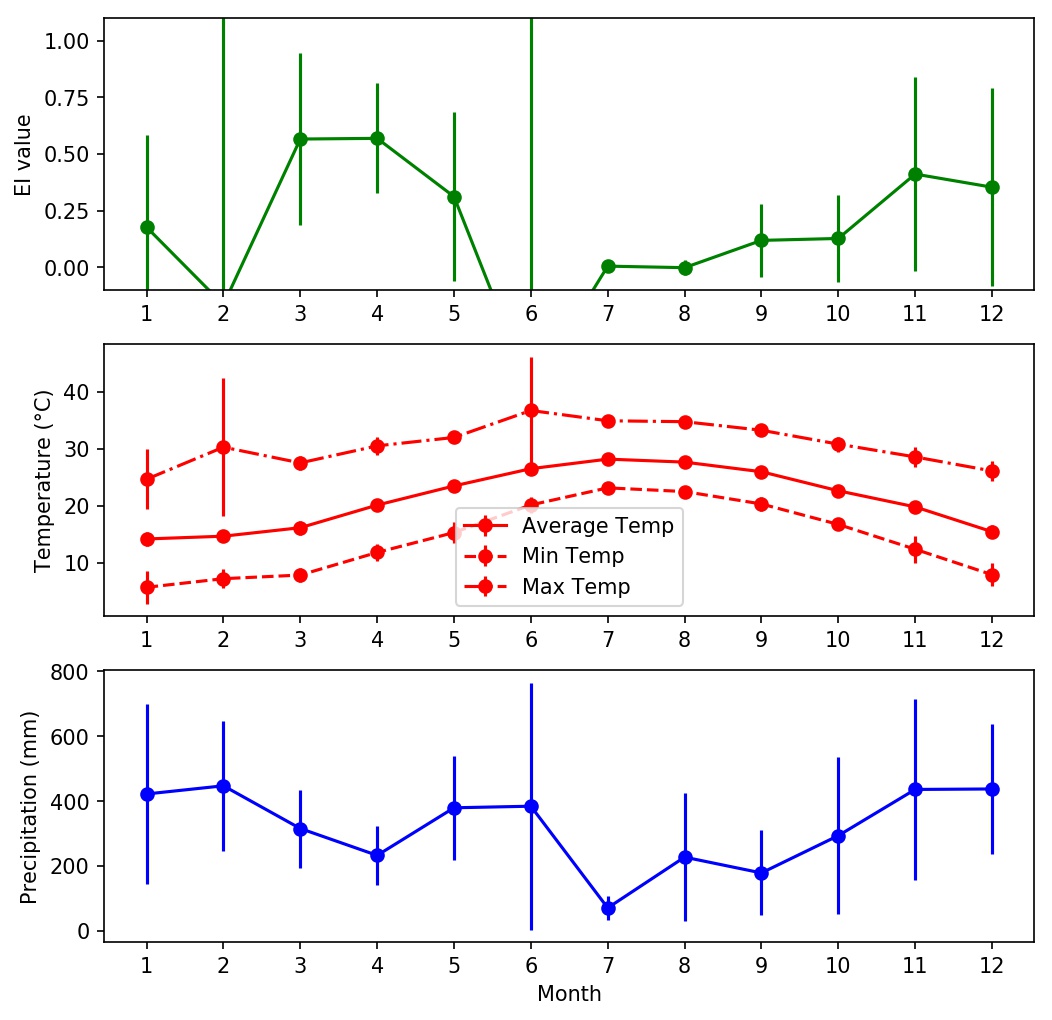 EI value
1.00
0.75
0.50
0.25
0.00
1 2 3 4 5 6 7 8 9 10 11 12
Temperature (°C)
40
30
20
10
Average Temp
Min Temp
Max Temp
1 2 3 4 5 6 7 8 9 10 11 12
Precipitation (mm)
800
600
400
200
0
1 2 3 4 5 6 7 8 9 10 11 12
Month